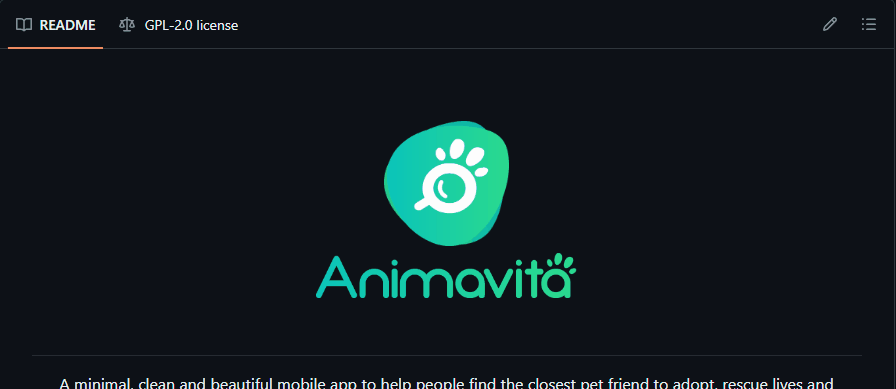 README
GPL-2.0 license
Animavita
A minimal, clean and beautiful mobile app to help people find the closest pet friend to adopt, rescue lives and